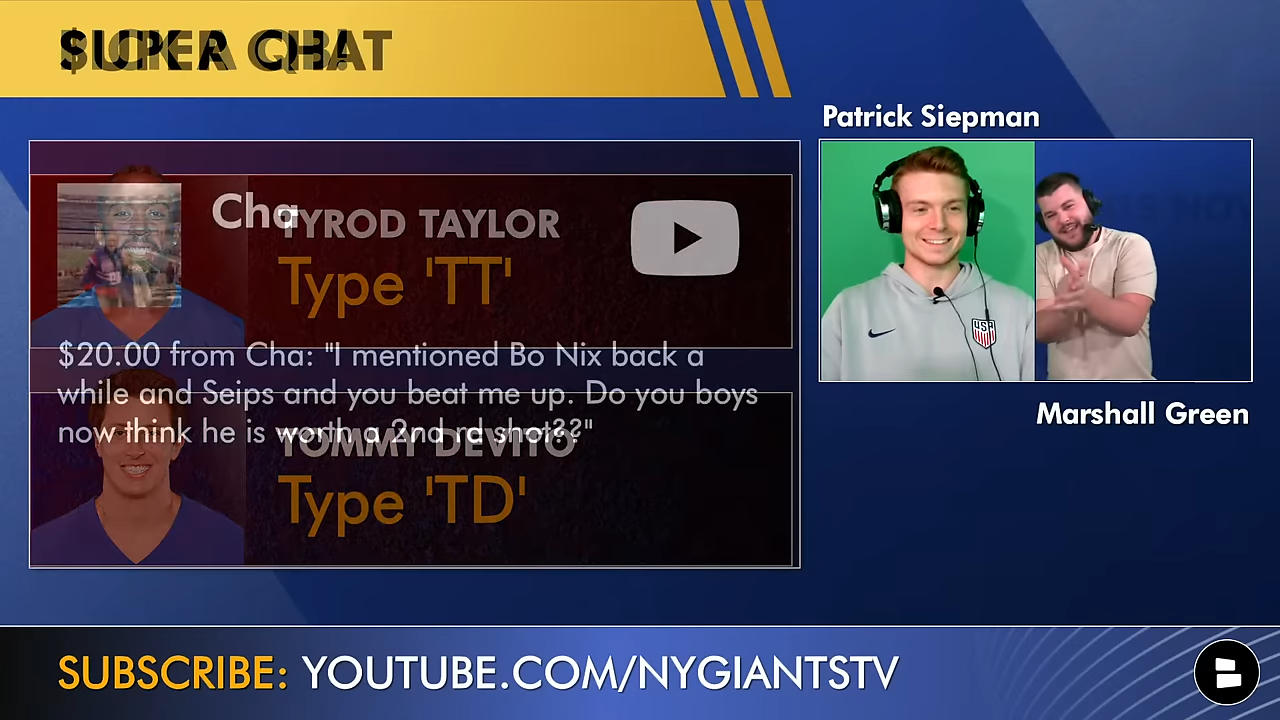 SUPER CHAT
PICK A QB!
Patrick Siepman
Cha
TYROD TAYLOR
Type 'TT'
$20.00 from Cha: "I mentioned Bo Nix back a
while and Seips and you beat me up. Do you boys
now think he is worth a 2nd rd shot??"
TOMMY DEVITO
Type 'TD'
Marshall Green
SUBSCRIBE: YOUTUBE.COM/NYGIANTSTV